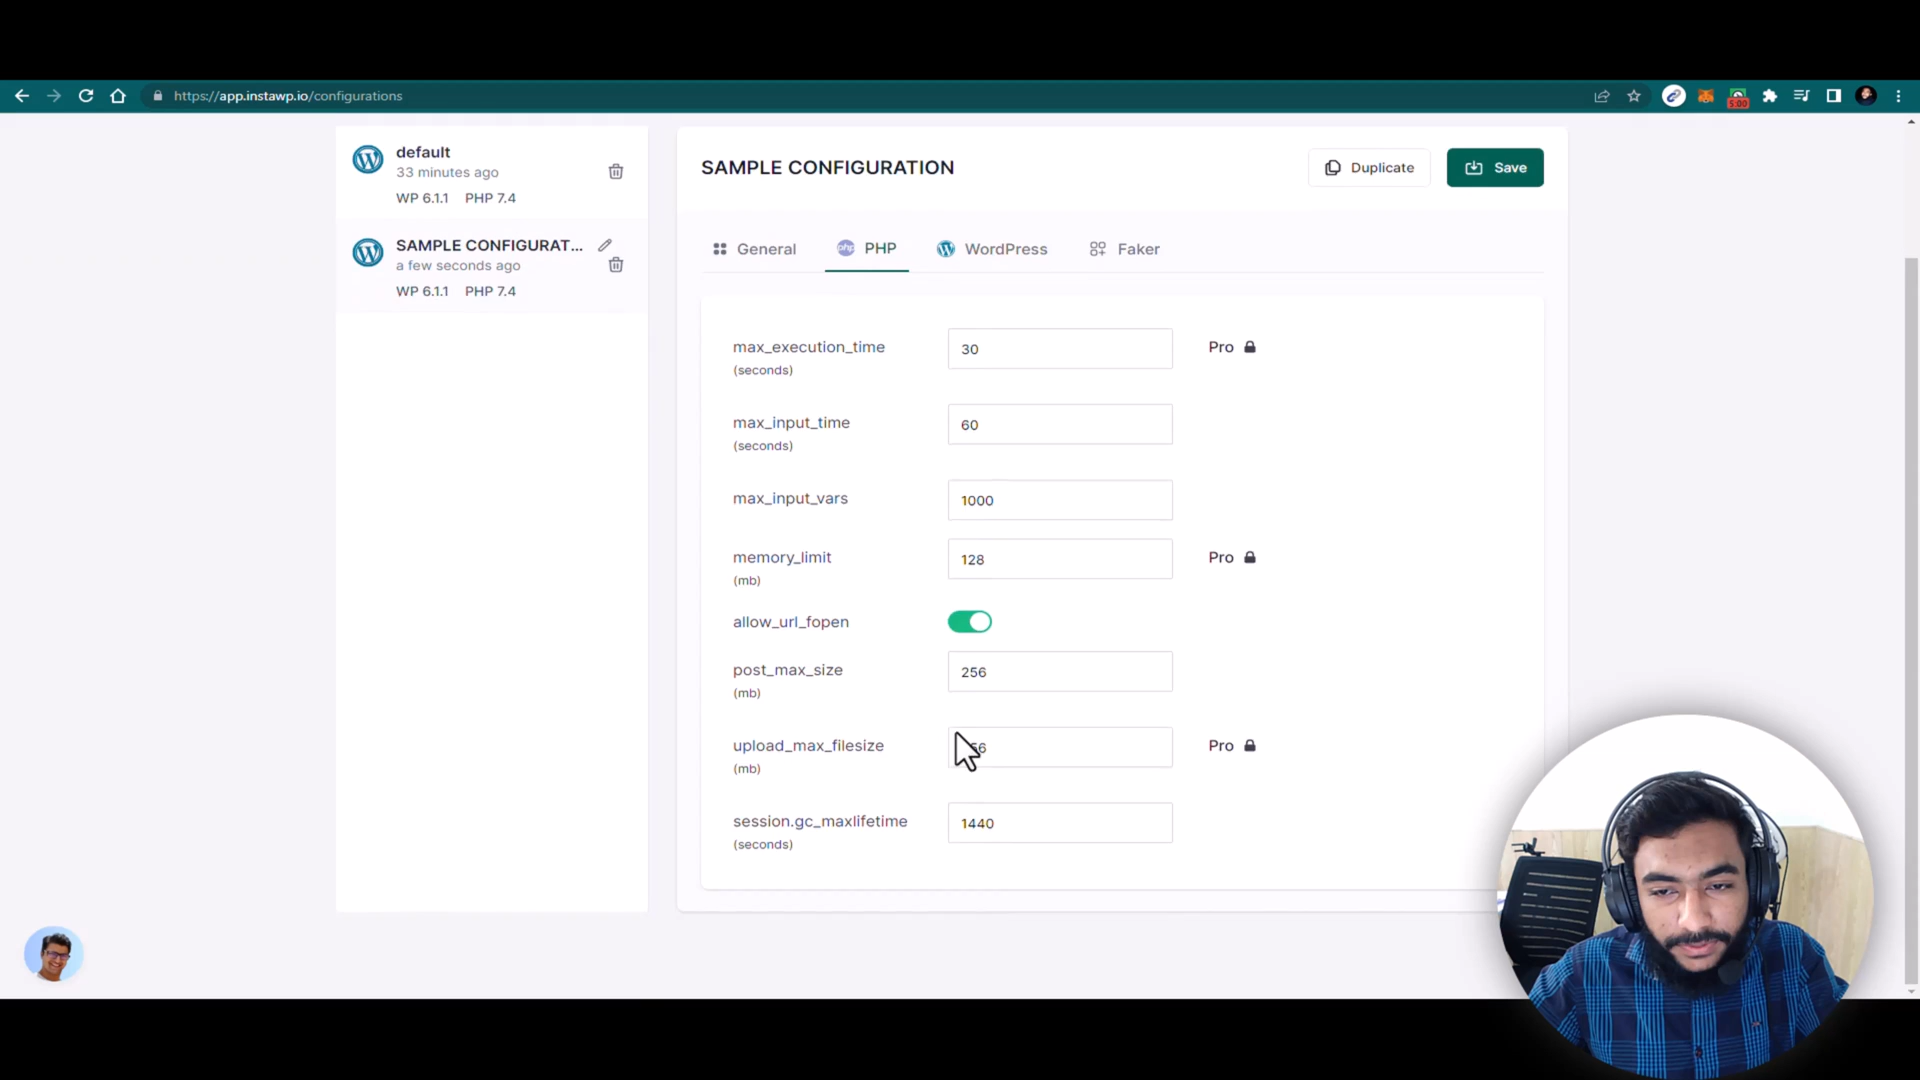 https://app.instawp.io/configurations
5:00
default
33 minutes ago
WP 6.1.1 PHP 7.4
SAMPLE CONFIGURAT...
a few seconds ago
WP 6.1.1 PHP 7.4
SAMPLE CONFIGURATION
Duplicate
Save
General
php PHP
WordPress
Faker
max_execution_time
(seconds)
30
Pro
max_input_time
(seconds)
60
max_input_vars
1000
memory_limit
(mb)
128
Pro
allow_url_fopen
post_max_size
(mb)
256
upload_max_filesize
(mb)
Pro
session.gc_maxlifetime
(seconds)
1440